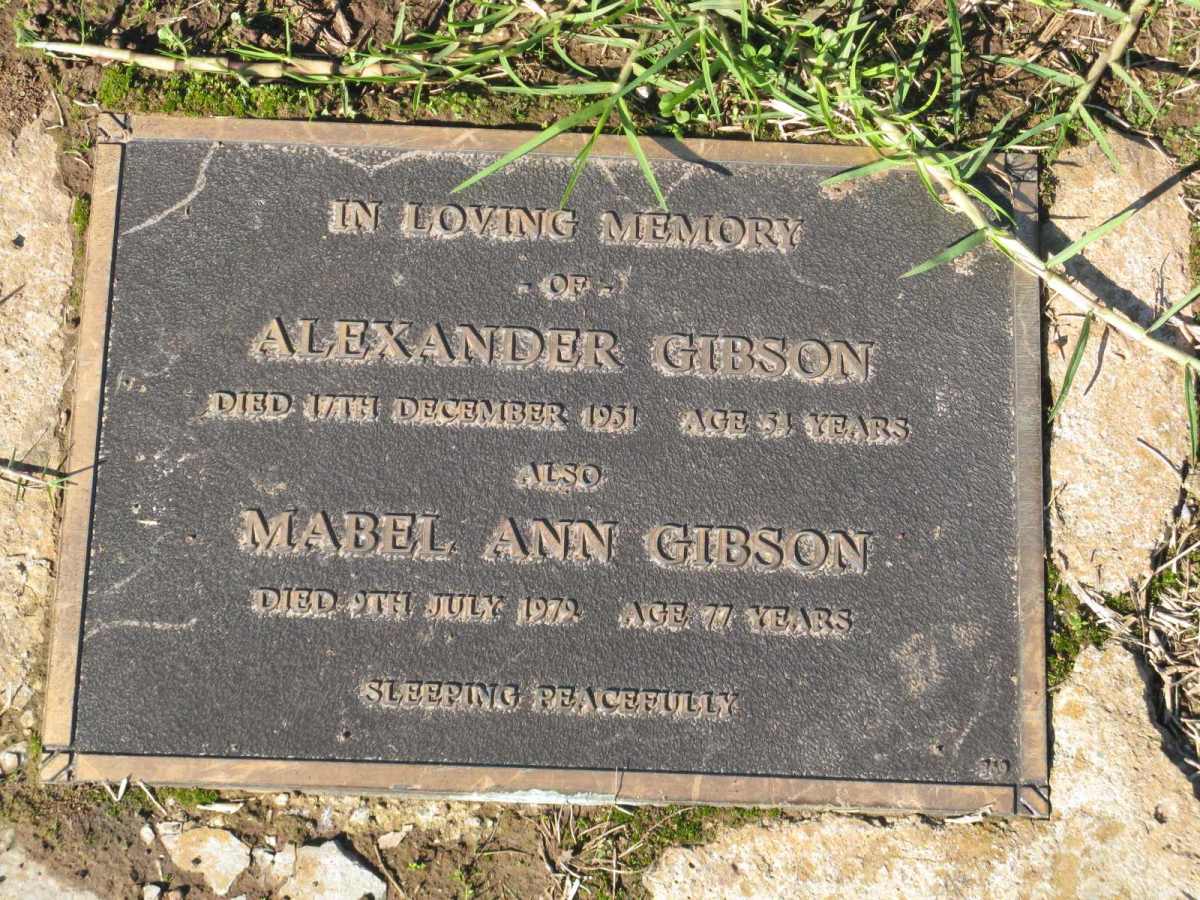 IN LOVING MEMORY
- OF -
ALEXANDER GIBSON
DIED 17TH DECEMBER 1951 AGE 51 YEARS
ALSO
MABEL ANN GIBSON
DIED 9TH JULY 1979 AGE 77 YEARS
SLEEPING PEACEFULLY